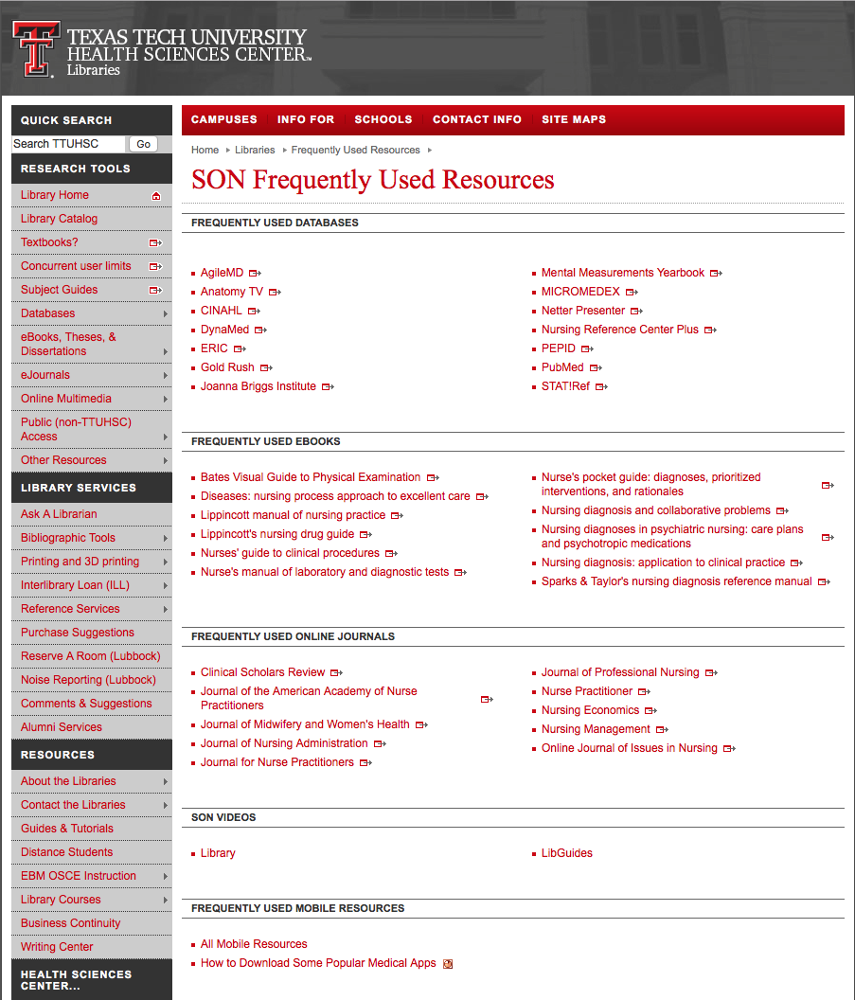 TEXAS TECH UNIVERSITY
HEALTH SCIENCES CENTER™
Libraries
QUICK SEARCH
Search TTUHSC Go
RESEARCH TOOLS
Library Home
Library Catalog
Textbooks?
Concurrent user limits
Subject Guides
Databases
eBooks, Theses, &
Dissertations
eJournals
Online Multimedia
Public (non-TTUHSC)
Access
Other Resources
LIBRARY SERVICES
Ask A Librarian
Bibliographic Tools
Printing and 3D printing
Interlibrary Loan (ILL)
Reference Services
Purchase Suggestions
Reserve A Room (Lubbock)
Noise Reporting (Lubbock)
Comments & Suggestions
Alumni Services
RESOURCES
About the Libraries
Contact the Libraries
Guides & Tutorials
Distance Students
EBM OSCE Instruction
Library Courses
Business Continuity
Writing Center
HEALTH SCIENCES
CENTER...
CAMPUSES INFO FOR SCHOOLS CONTACT INFO SITE MAPS
Home Libraries Frequently Used Resources
SON Frequently Used Resources
FREQUENTLY USED DATABASES
AgileMD
Anatomy TV
CINAHL
DynaMed
ERIC
Gold Rush
Joanna Briggs Institute
Mental Measurements Yearbook
MICROMEDEX
Netter Presenter
Nursing Reference Center Plus
PEPID
PubMed
STAT!Ref
FREQUENTLY USED EBOOKS
Bates Visual Guide to Physical Examination
Diseases: nursing process approach to excellent care
Lippincott manual of nursing practice
Lippincott's nursing drug guide
Nurses' guide to clinical procedures
Nurse's manual of laboratory and diagnostic tests
Nurse's pocket guide: diagnoses, prioritized
interventions, and rationales
Nursing diagnosis and collaborative problems
Nursing diagnoses in psychiatric nursing: care plans
and psychotropic medications
Nursing diagnosis: application to clinical practice
Sparks & Taylor's nursing diagnosis reference manual
FREQUENTLY USED ONLINE JOURNALS
Clinical Scholars Review
Journal of the American Academy of Nurse
Practitioners
Journal of Midwifery and Women's Health
Journal of Nursing Administration
Journal for Nurse Practitioners
Journal of Professional Nursing
Nurse Practitioner
Nursing Economics
Nursing Management
Online Journal of Issues in Nursing
SON VIDEOS
Library
LibGuides
FREQUENTLY USED MOBILE RESOURCES
All Mobile Resources
How to Download Some Popular Medical Apps